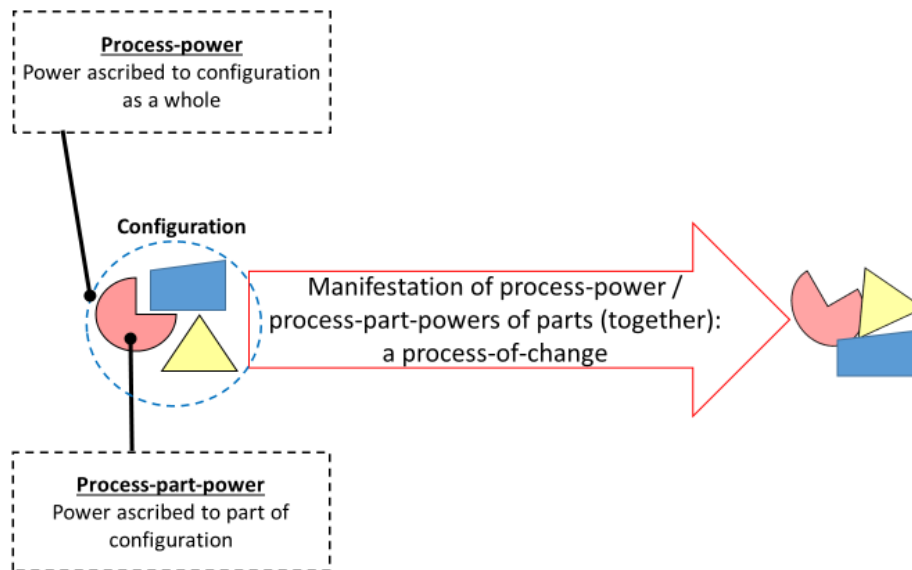 Process-power
Power ascribed to configuration
as a whole
Configuration
Manifestation of process-power /
process-part-powers of parts (together):
a process-of-change
Process-part-power
Power ascribed to part of
configuration